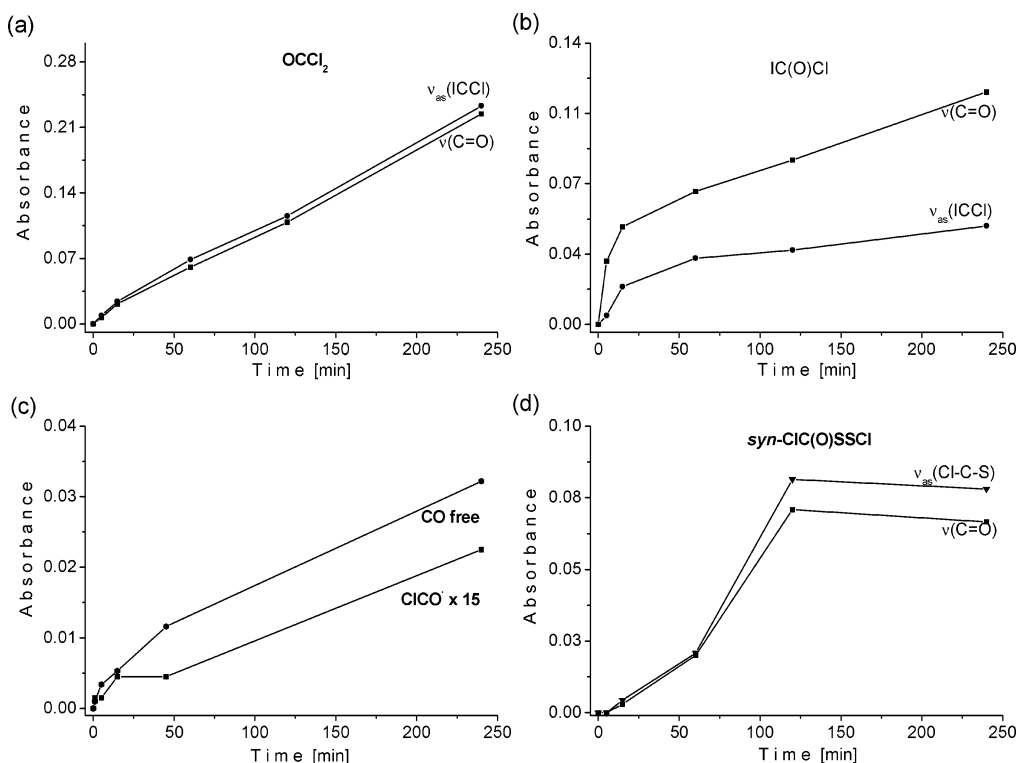 (a)
OCCl₂
ν_as(ICCl)
ν(C=O)
0.28
0.21
0.14
0.07
0.00
Absorbance
0 50 100 150 200 250
Time [min]
(b)
IC(O)Cl
ν(C=O)
ν_as(ICCl)
0.14
0.11
0.07
0.04
0.00
Absorbance
0 50 100 150 200 250
Time [min]
(c)
CO free
ClCO˙ x 15
0.04
0.03
0.02
0.01
0.00
Absorbance
0 50 100 150 200 250
Time [min]
(d)
syn-ClC(O)SSCl
ν_as(Cl-C-S)
ν(C=O)
0.10
0.08
0.05
0.03
0.00
Absorbance
0 50 100 150 200 250
Time [min]